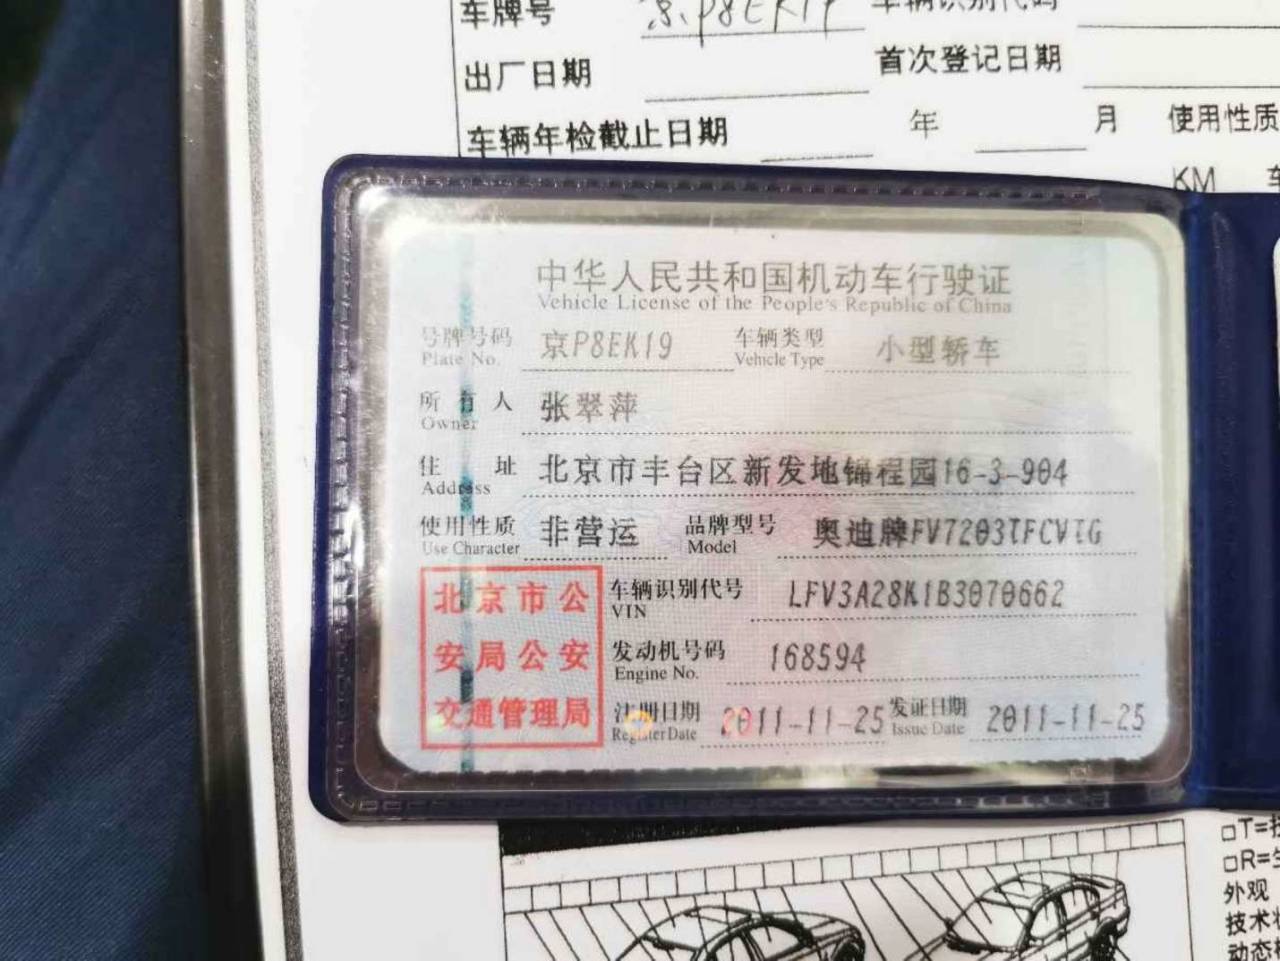 车牌号 京P8EK19 车辆识别代码
出厂日期 首次登记日期
车辆年检截止日期 年 月 使用性质
KM
中华人民共和国机动车行驶证
Vehicle License of the People's Republic of China
号牌号码 京P8EK19 车辆类型 小型轿车
Plate No. Vehicle Type
所有人 张翠萍
Owner
住址 北京市丰台区新发地锦程园16-3-904
Address
使用性质 非营运 品牌型号 奥迪牌FV7203TFCVTG
Use Character Model
北京市公
安局公安
交通管理局
车辆识别代号 LFV3A28K1B3070662
VIN
发动机号码 168594
Engine No.
注册日期 2011-11-25 发证日期 2011-11-25
Register Date Issue Date
□T=
□R=
外观
技术
动态